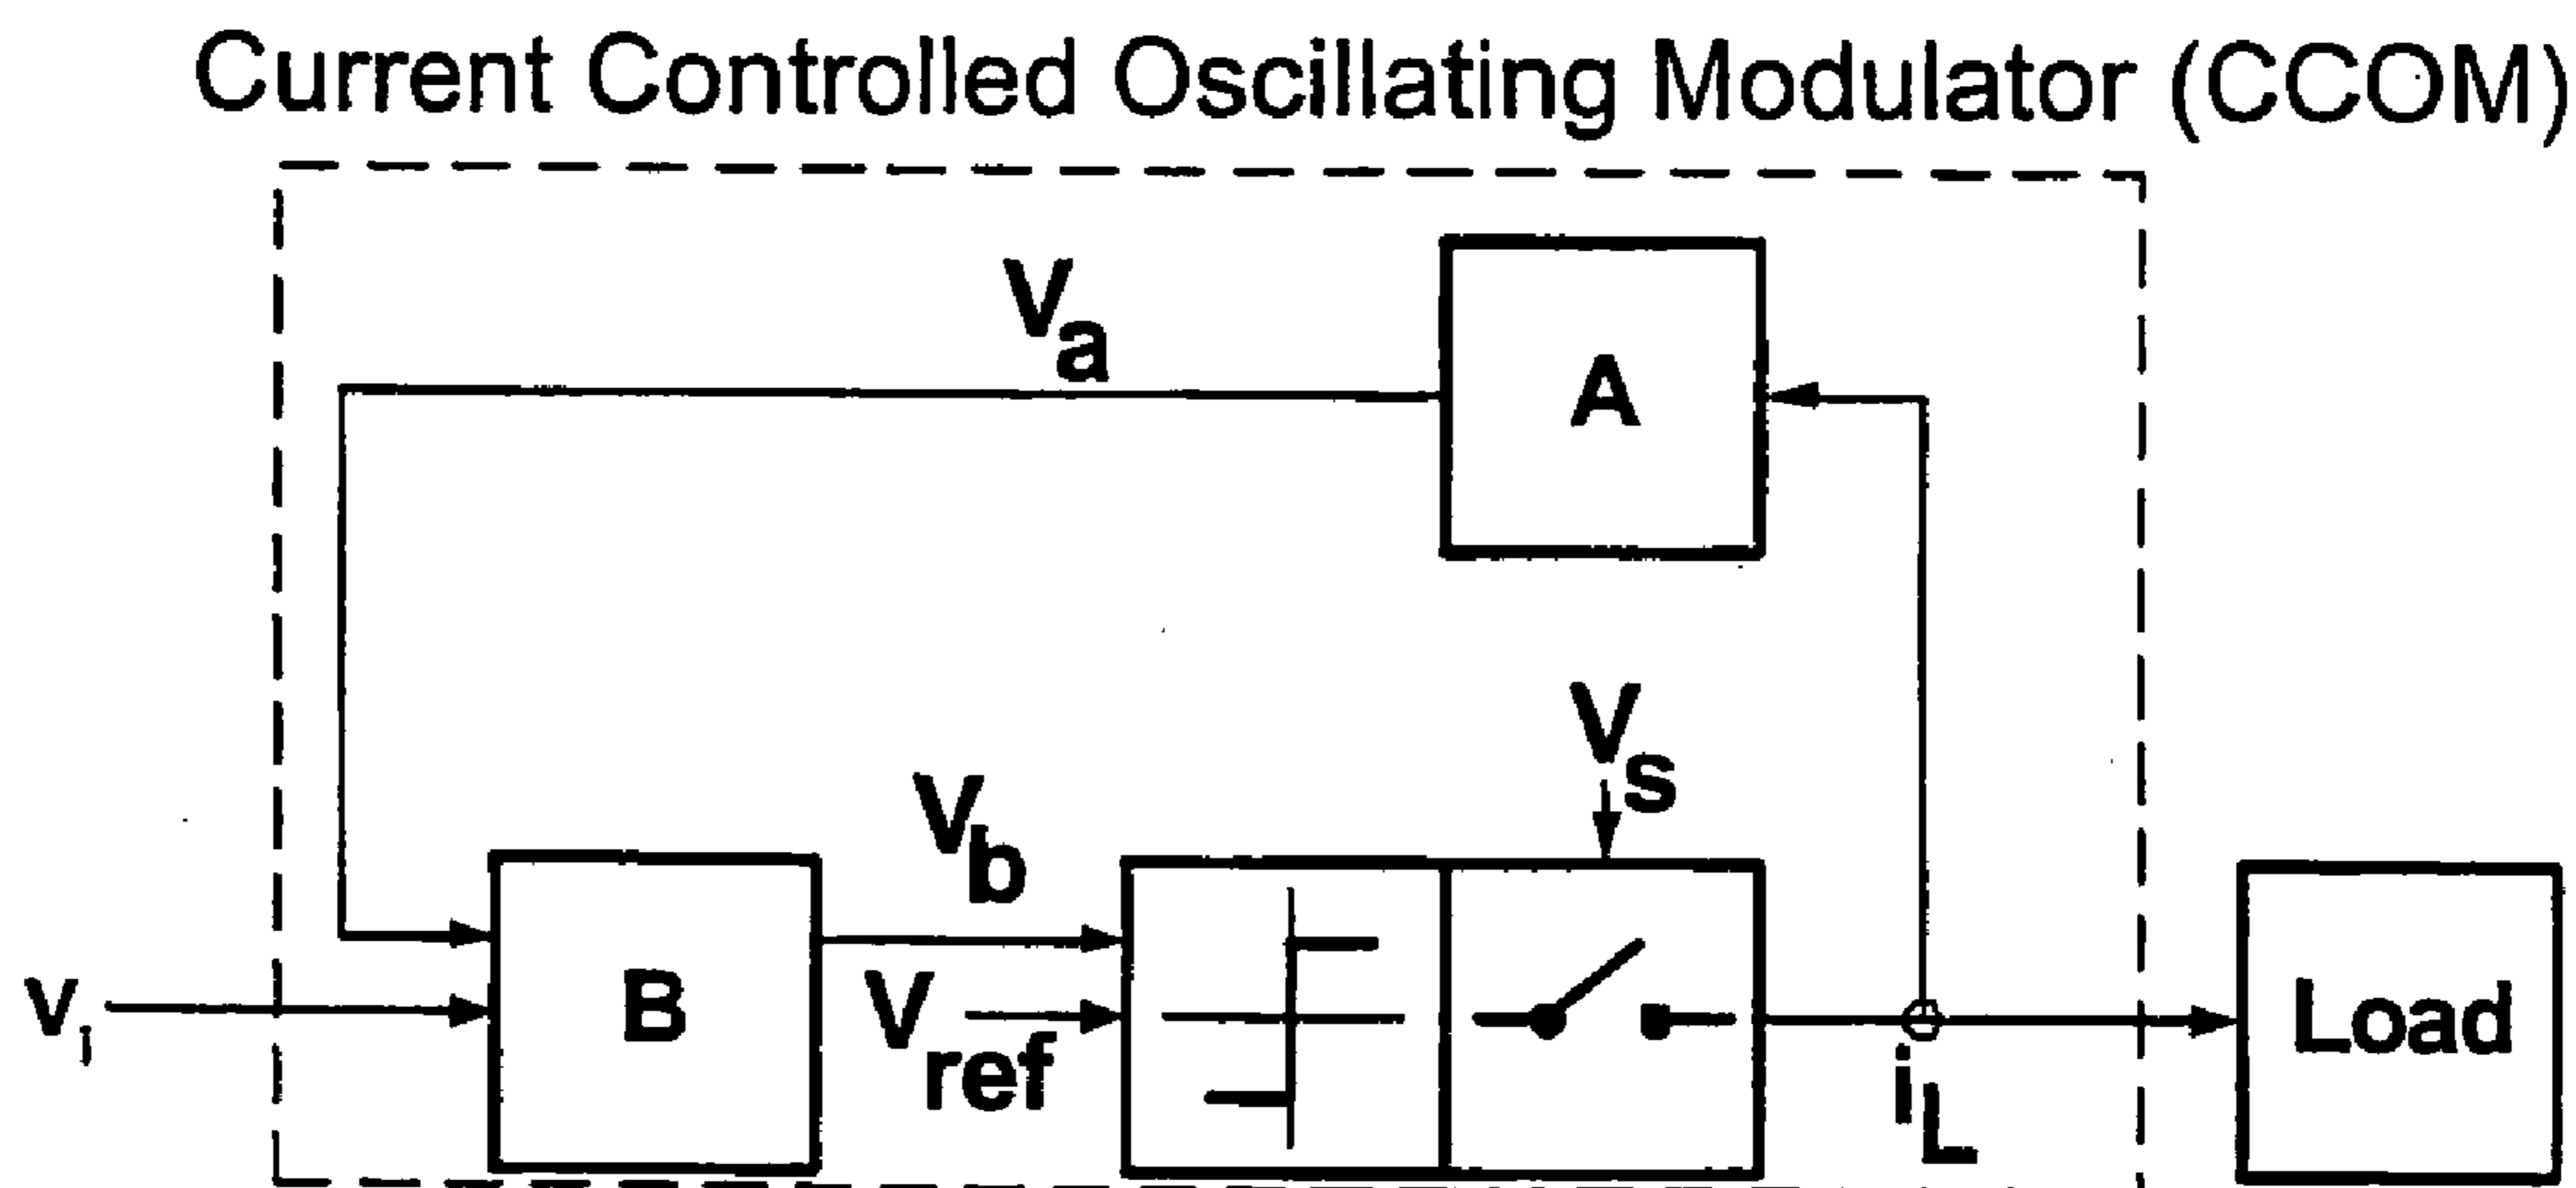 Current Controlled Oscillating Modulator (CCOM)
Va
A
Vs
Vb
vi
B
Vref
iL
Load